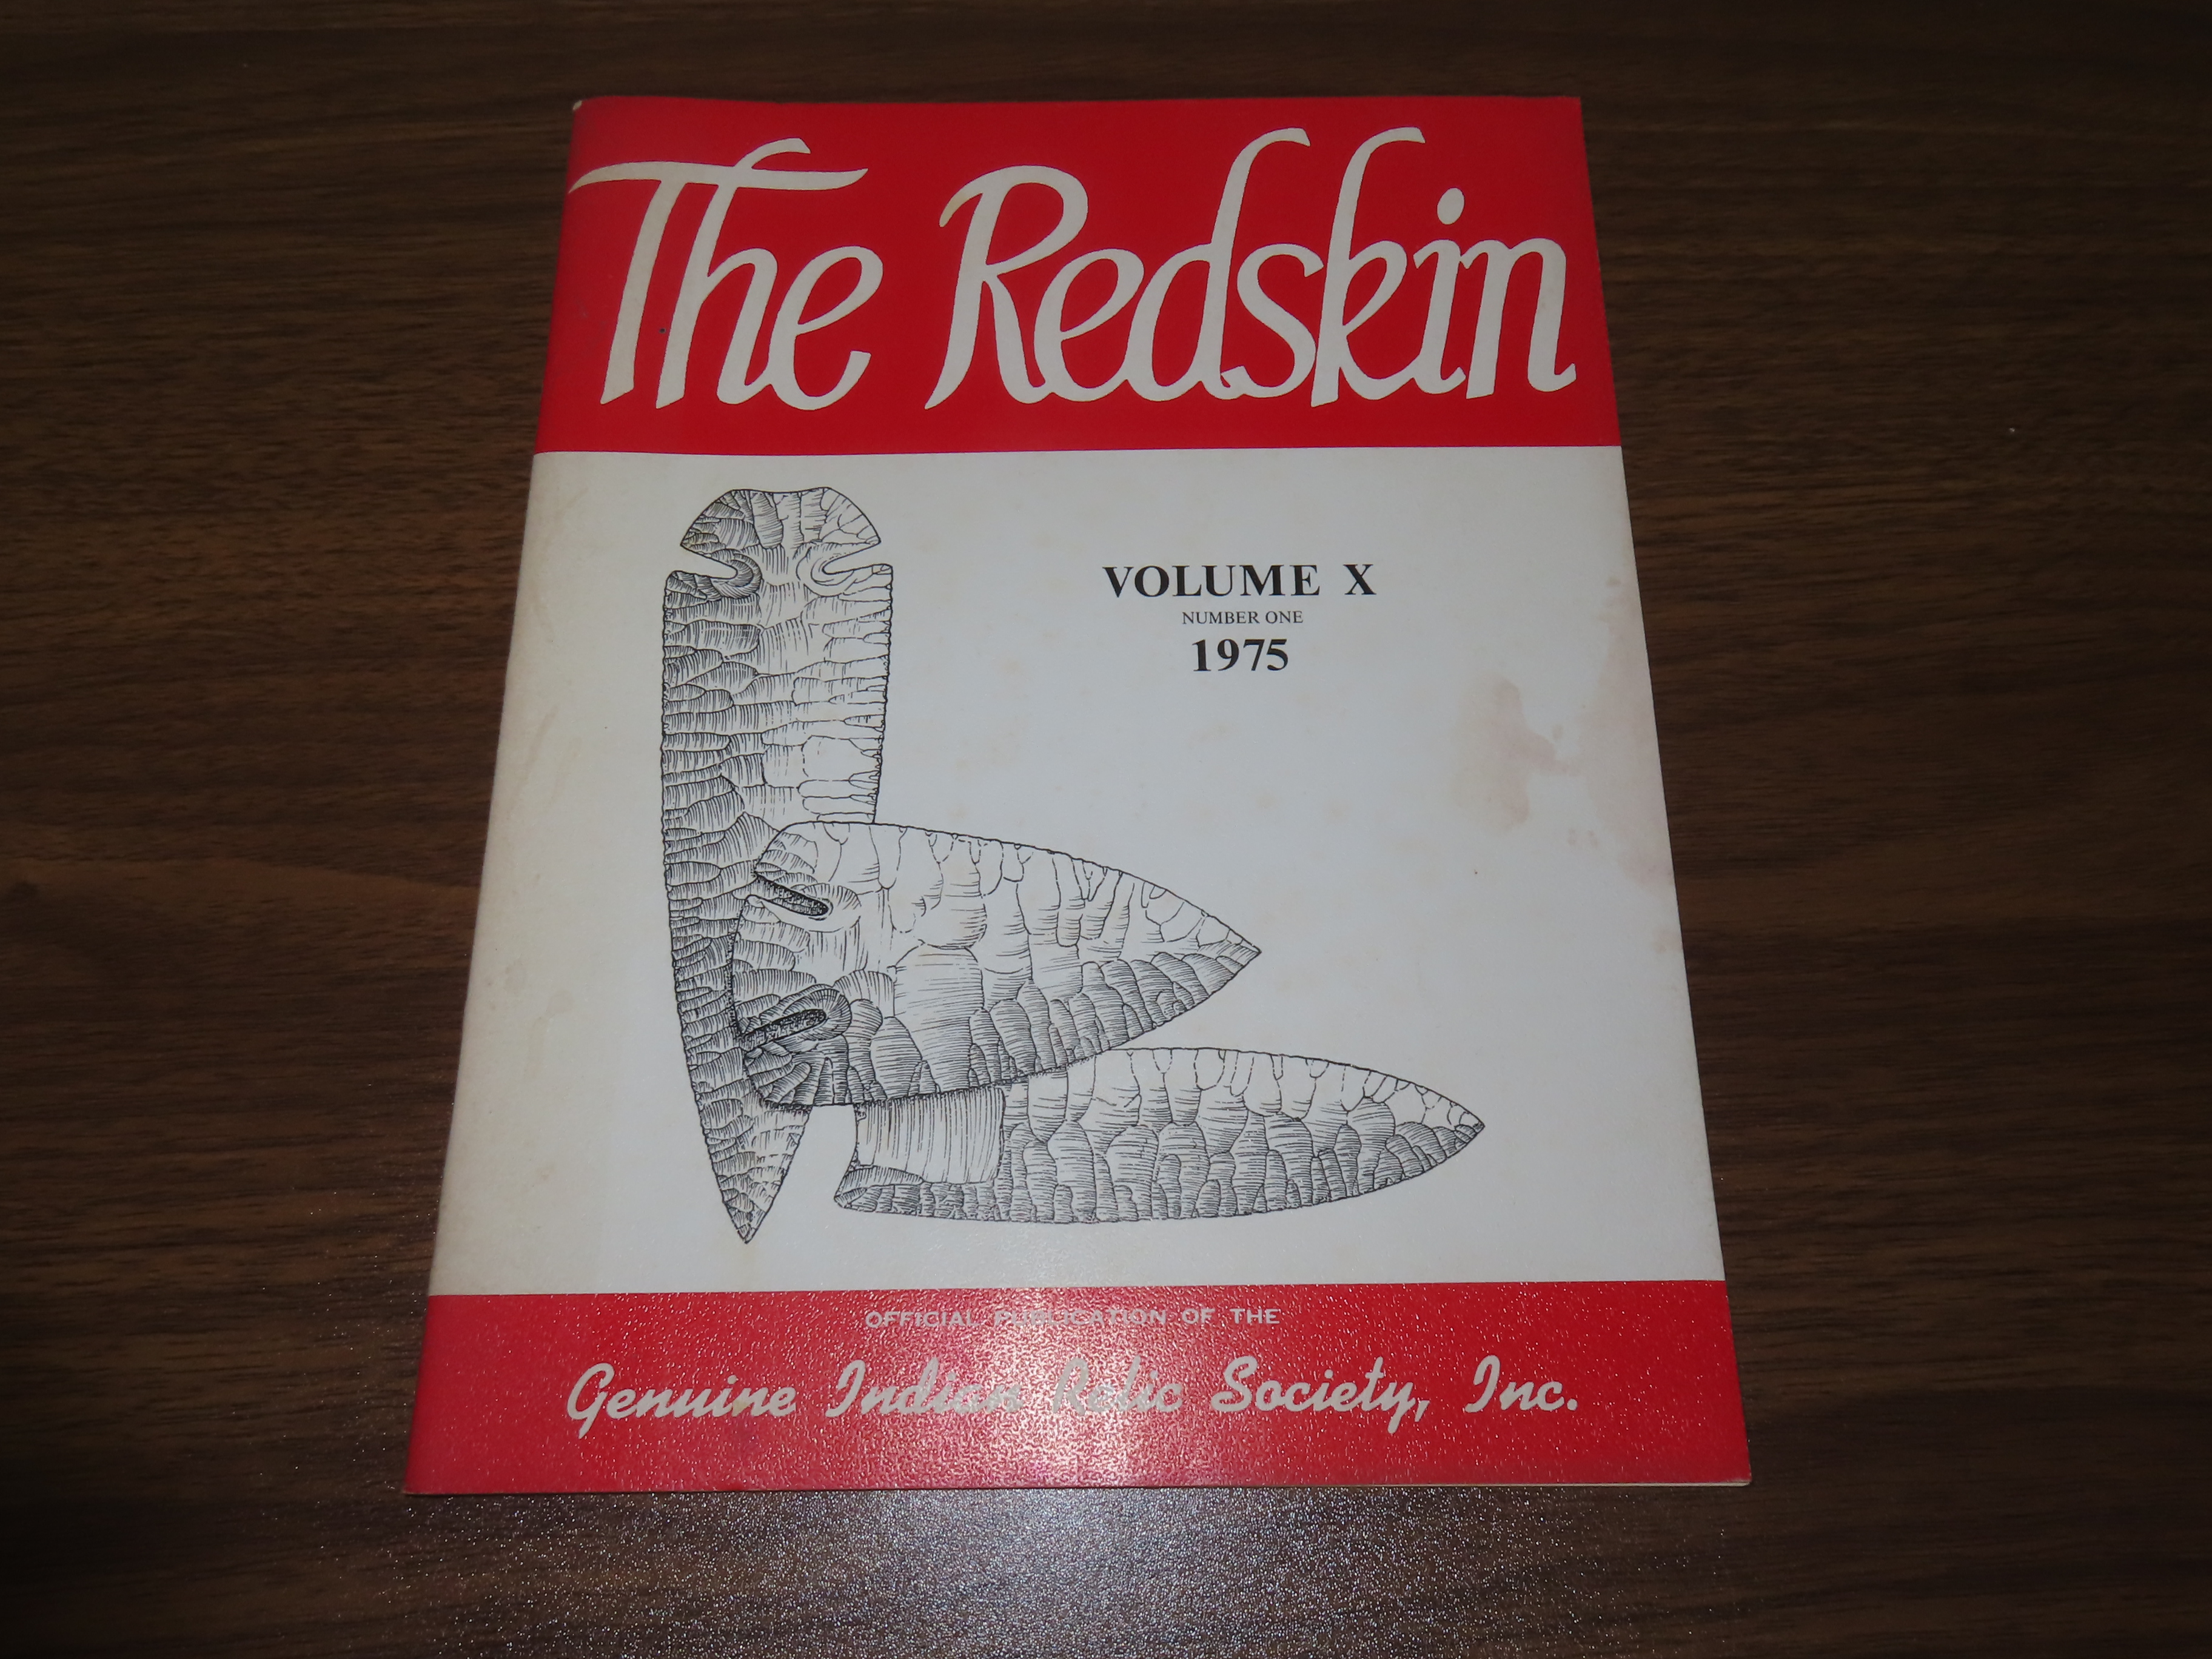 The Redskin
VOLUME X
NUMBER ONE
1975
OFFICIAL PUBLICATION OF THE
Genuine Indian Relic Society, Inc.